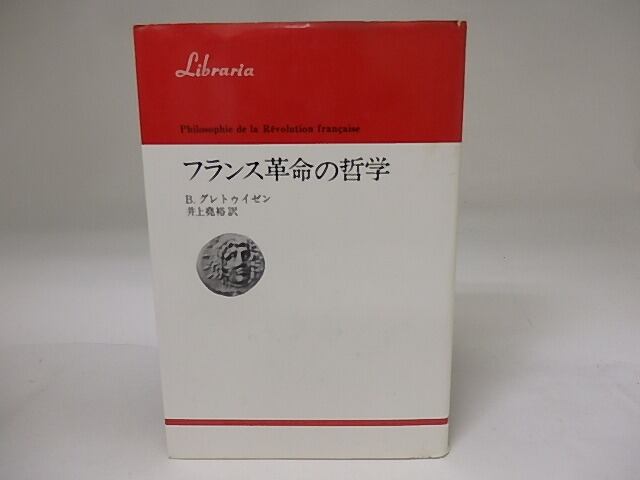 Libraria
Philosophie de la Révolution française
フランス革命の哲学
B. グレトゥイゼン
井上堯裕 訳